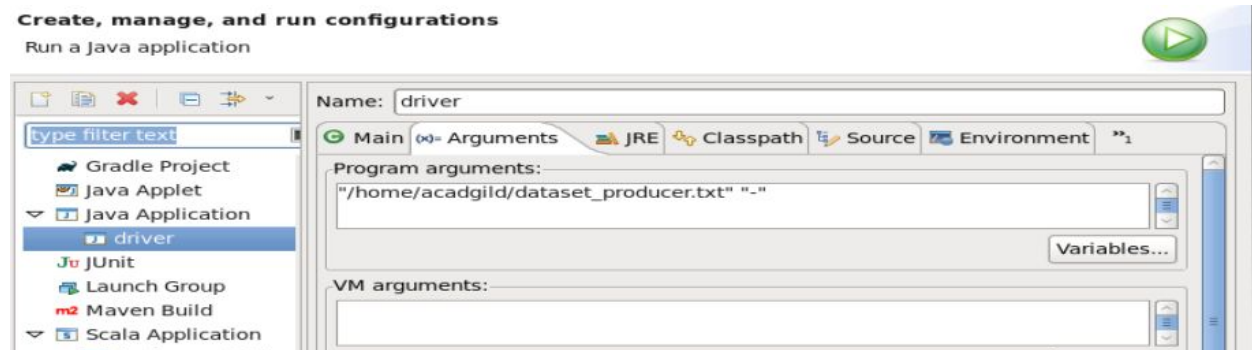 Create, manage, and run configurations
Run a Java application
type filter text
Gradle Project
Java Applet
Java Application
driver
JUnit
Launch Group
Maven Build
Scala Application
Name: driver
Main Arguments JRE Classpath Source Environment »1
Program arguments:
"/home/acadgild/dataset_producer.txt" "-"
Variables...
VM arguments: